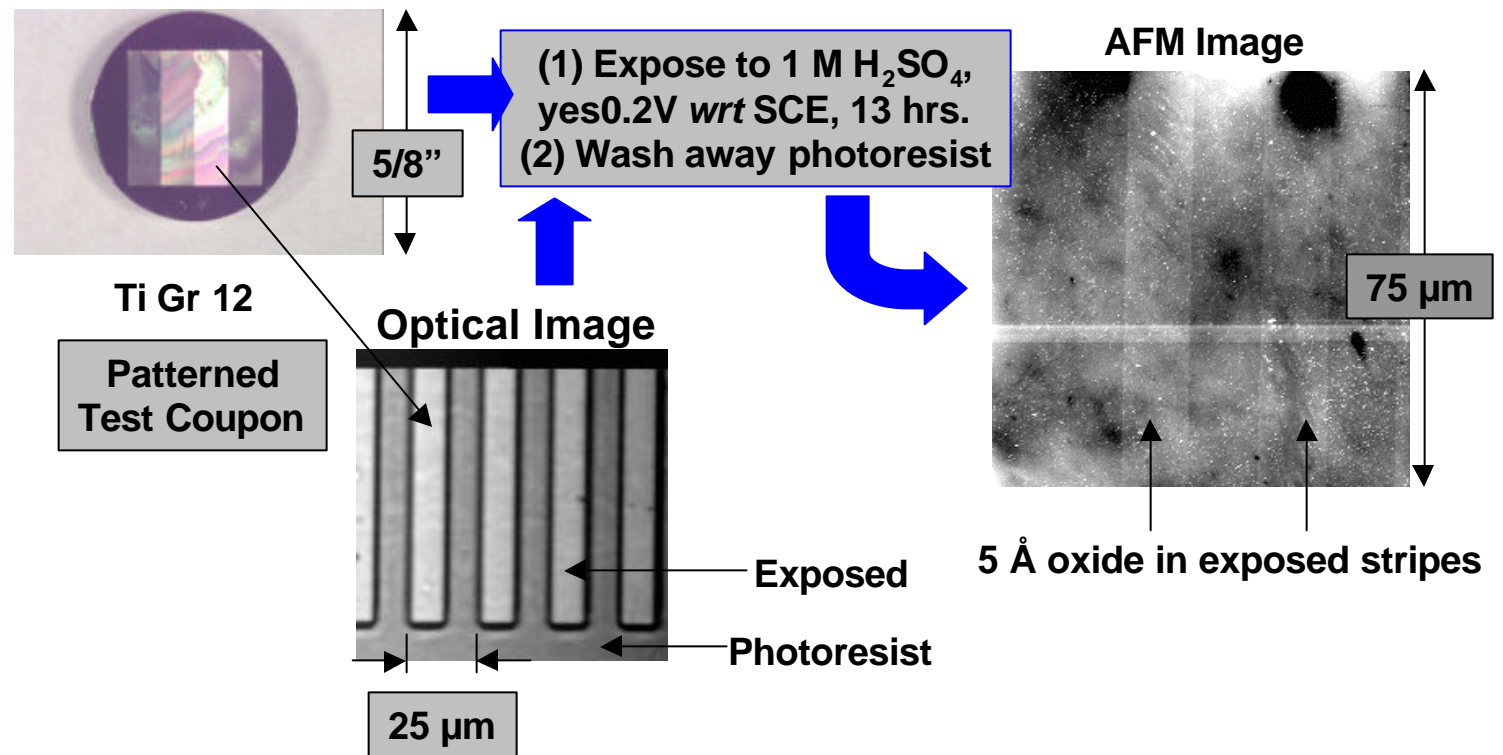 5/8”
(1) Expose to 1 M H₂SO₄,
yes0.2V wrt SCE, 13 hrs.
(2) Wash away photoresist
AFM Image
75 µm
Ti Gr 12
Patterned
Test Coupon
Optical Image
Exposed
Photoresist
25 µm
5 Å oxide in exposed stripes